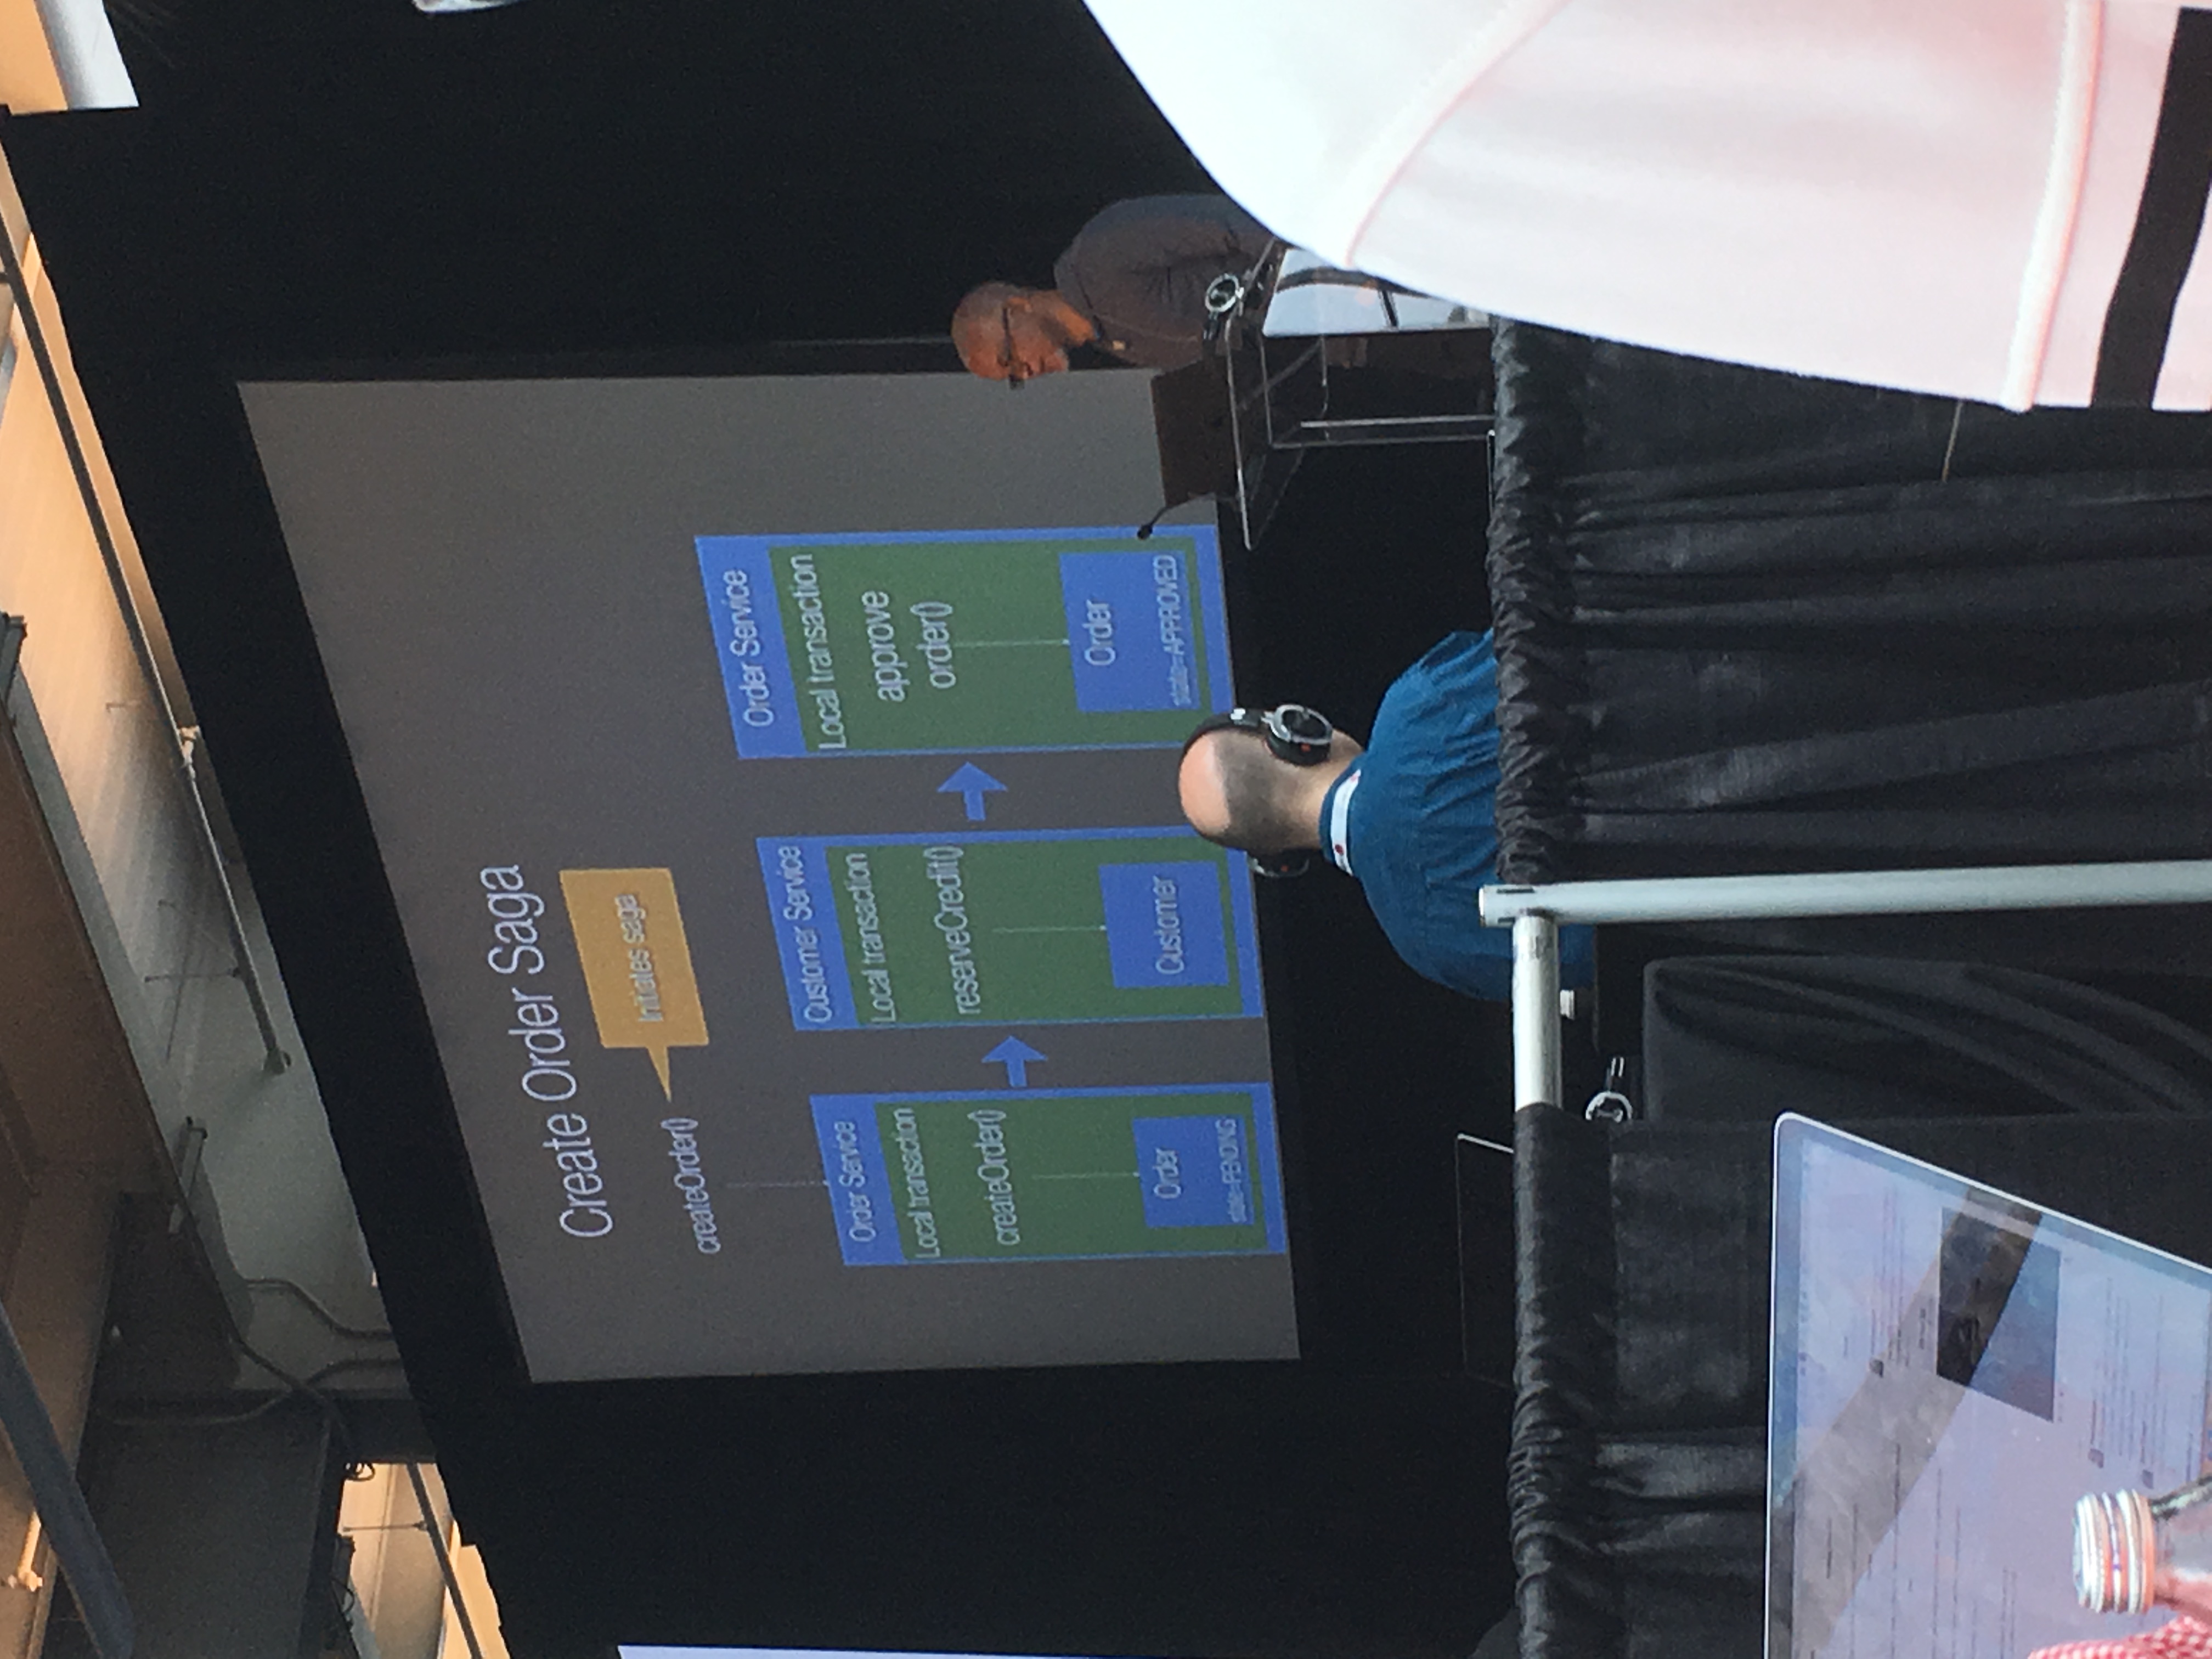 Create Order Saga
Initiates saga
createOrder()
Order Service
Local transaction
createOrder()
Order
state=PENDING
Customer Service
Local transaction
reserveCredit()
Customer
Order Service
Local transaction
approve
order()
Order
state=APPROVED